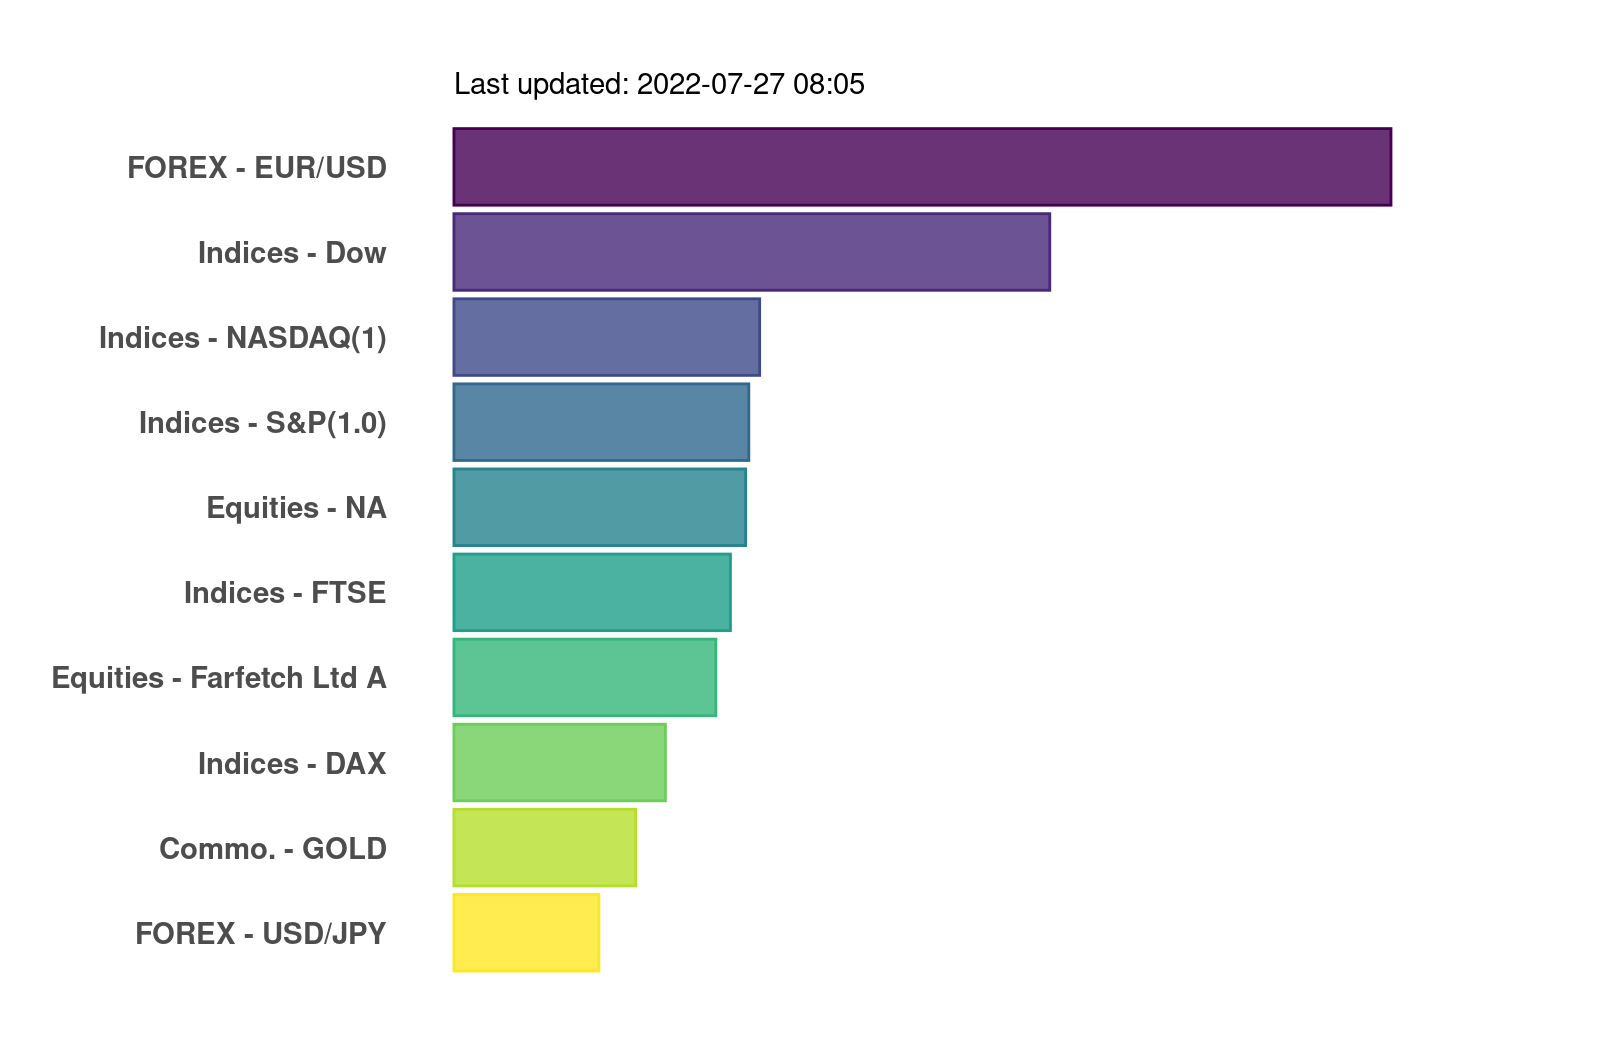 Last updated: 2022-07-27 08:05
FOREX - EUR/USD
Indices - Dow
Indices - NASDAQ(1)
Indices - S&P(1.0)
Equities - NA
Indices - FTSE
Equities - Farfetch Ltd A
Indices - DAX
Commo. - GOLD
FOREX - USD/JPY